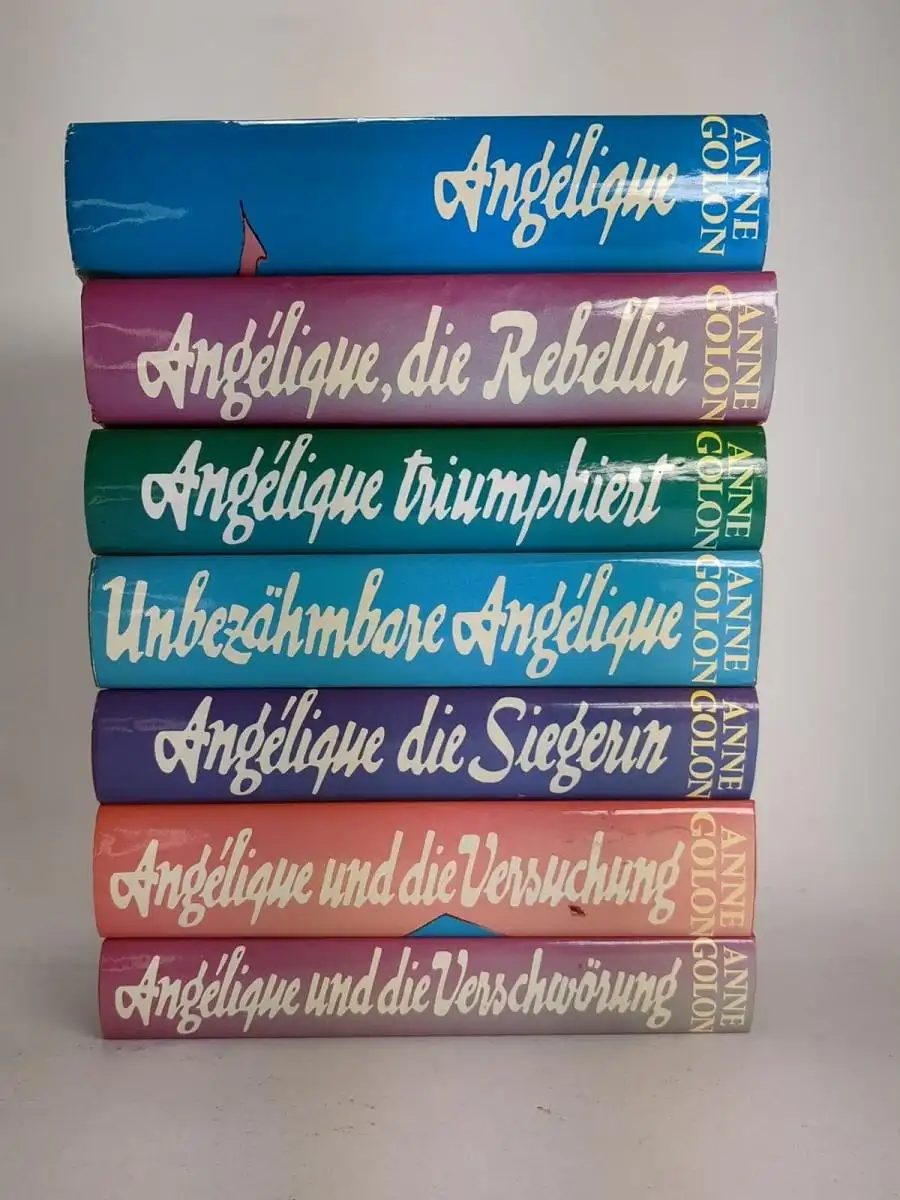 Angélique
ANNE
GOLON
Angélique, die Rebellin
ANNE
GOLON
Angélique triumphiert
ANNE
GOLON
Unbezähmbare Angélique
ANNE
GOLON
Angélique die Siegerin
ANNE
GOLON
Angélique und die Versuchung
ANNE
GOLON
Angélique und die Verschwörung
ANNE
GOLON